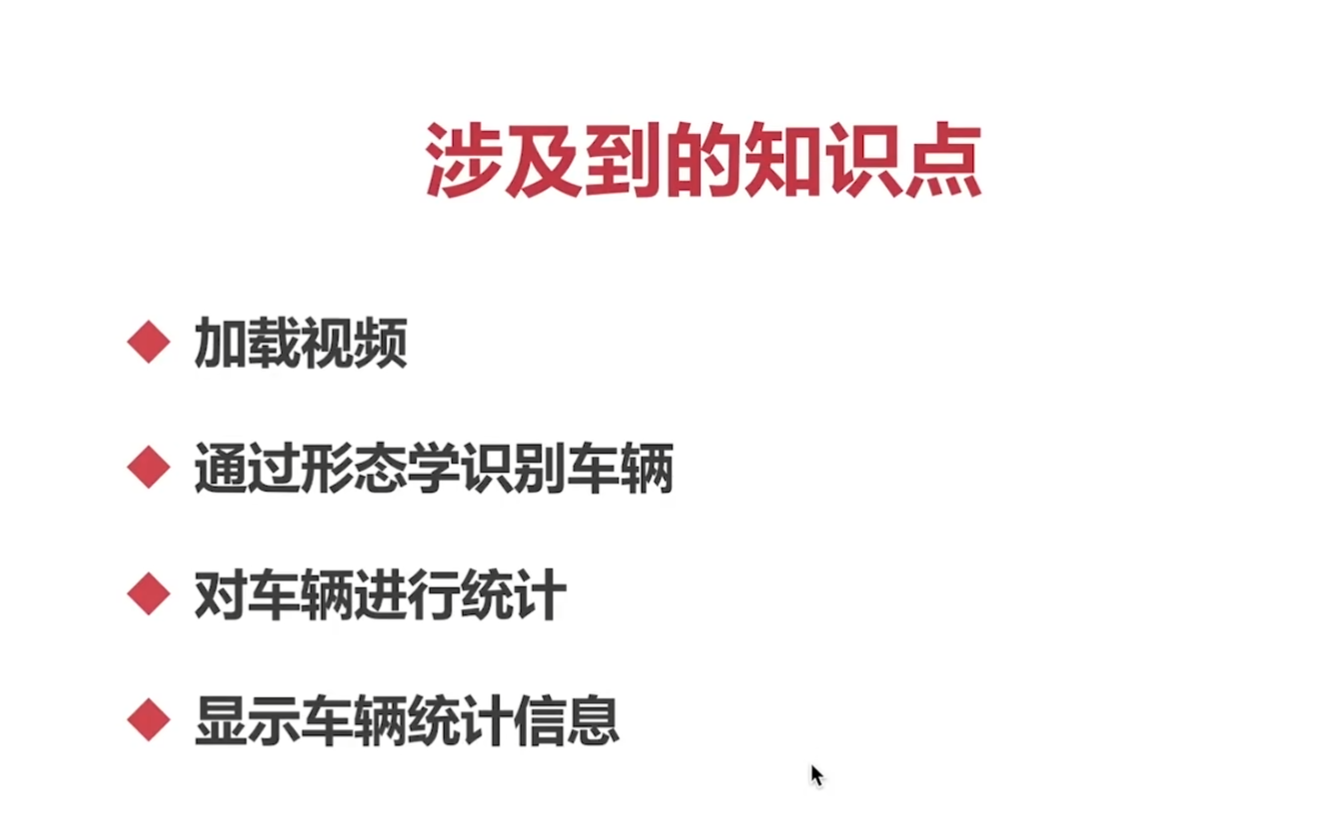 涉及到的知识点
加载视频
通过形态学识别车辆
对车辆进行统计
显示车辆统计信息